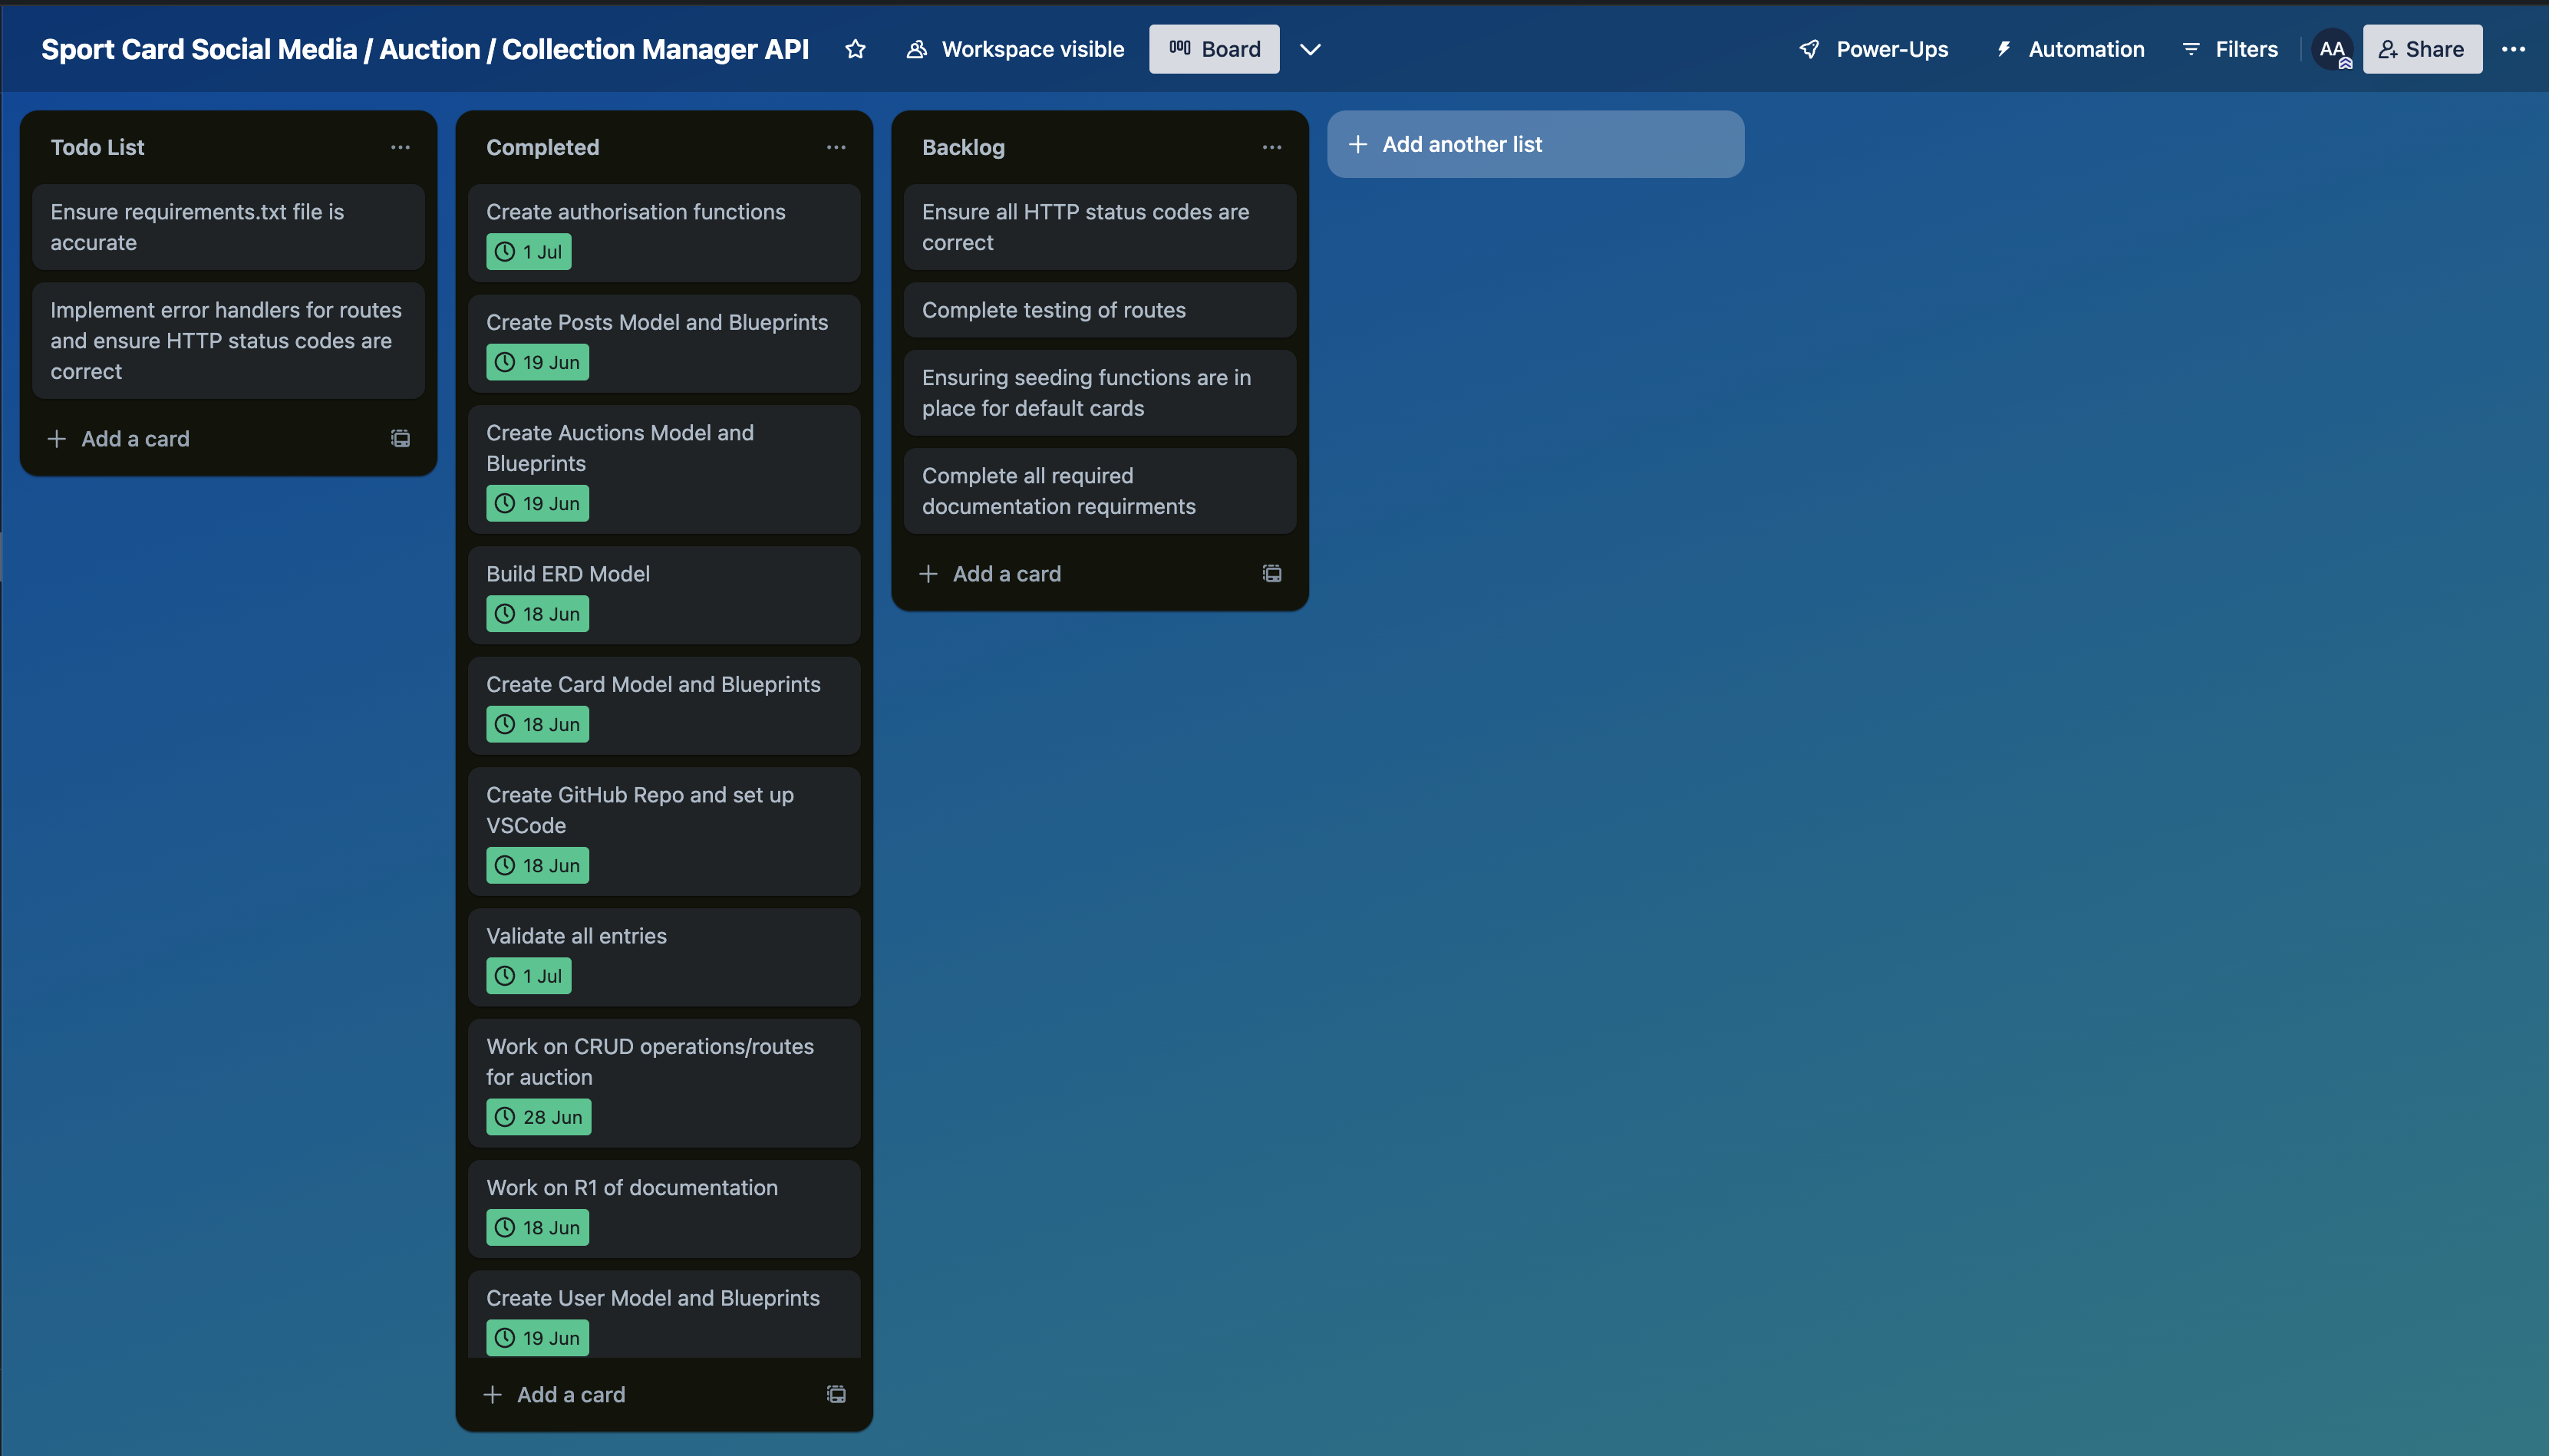 Sport Card Social Media / Auction / Collection Manager API
Workspace visible
Board
Power-Ups
Automation
Filters
AA
Share
Todo List
Ensure requirements.txt file is
accurate
Implement error handlers for routes
and ensure HTTP status codes are
correct
Add a card
Completed
Create authorisation functions
1 Jul
Create Posts Model and Blueprints
19 Jun
Create Auctions Model and
Blueprints
19 Jun
Build ERD Model
18 Jun
Create Card Model and Blueprints
18 Jun
Create GitHub Repo and set up
VSCode
18 Jun
Validate all entries
1 Jul
Work on CRUD operations/routes
for auction
28 Jun
Work on R1 of documentation
18 Jun
Create User Model and Blueprints
19 Jun
Add a card
Backlog
Ensure all HTTP status codes are
correct
Complete testing of routes
Ensuring seeding functions are in
place for default cards
Complete all required
documentation requirments
Add a card
Add another list